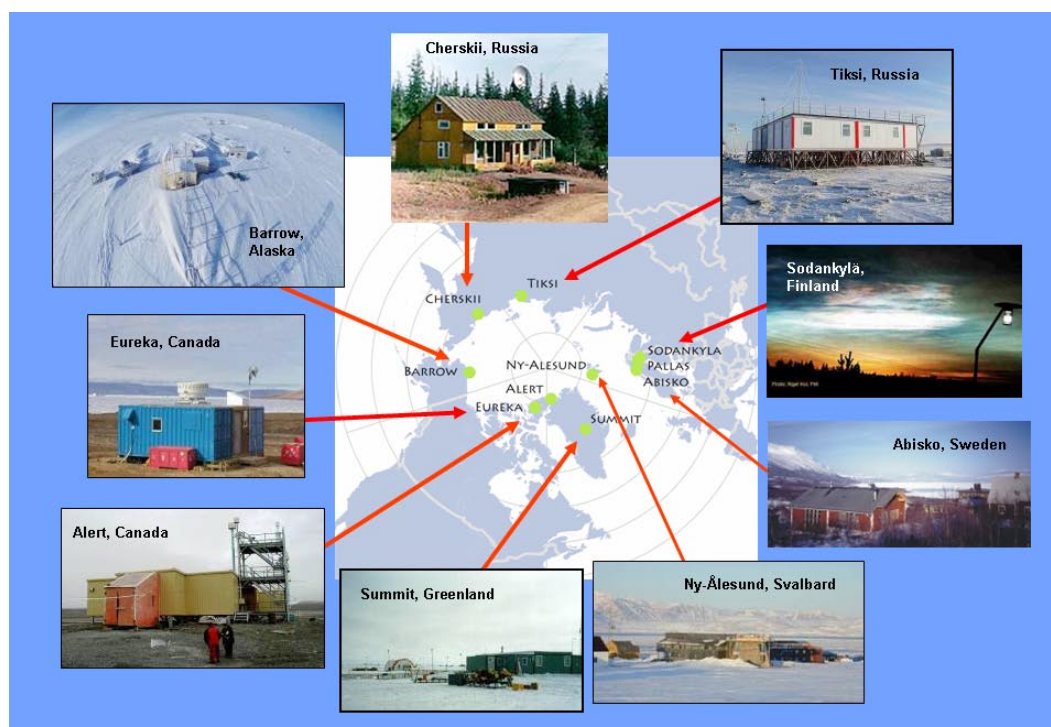 Cherskii, Russia
Tiksi, Russia
Barrow,
Alaska
Sodankylä,
Finland
TIKSI
CHERSKII
Eureka, Canada
SODANKYLA
NY-ALESUND
PALLAS
BARROW
ABISKO
ALERT
EUREKA
SUMMIT
Abisko, Sweden
Alert, Canada
Summit, Greenland
Ny-Ålesund, Svalbard